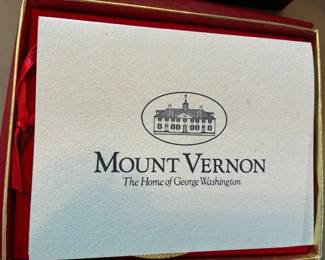 MOUNT VERNON
The Home of George Washington